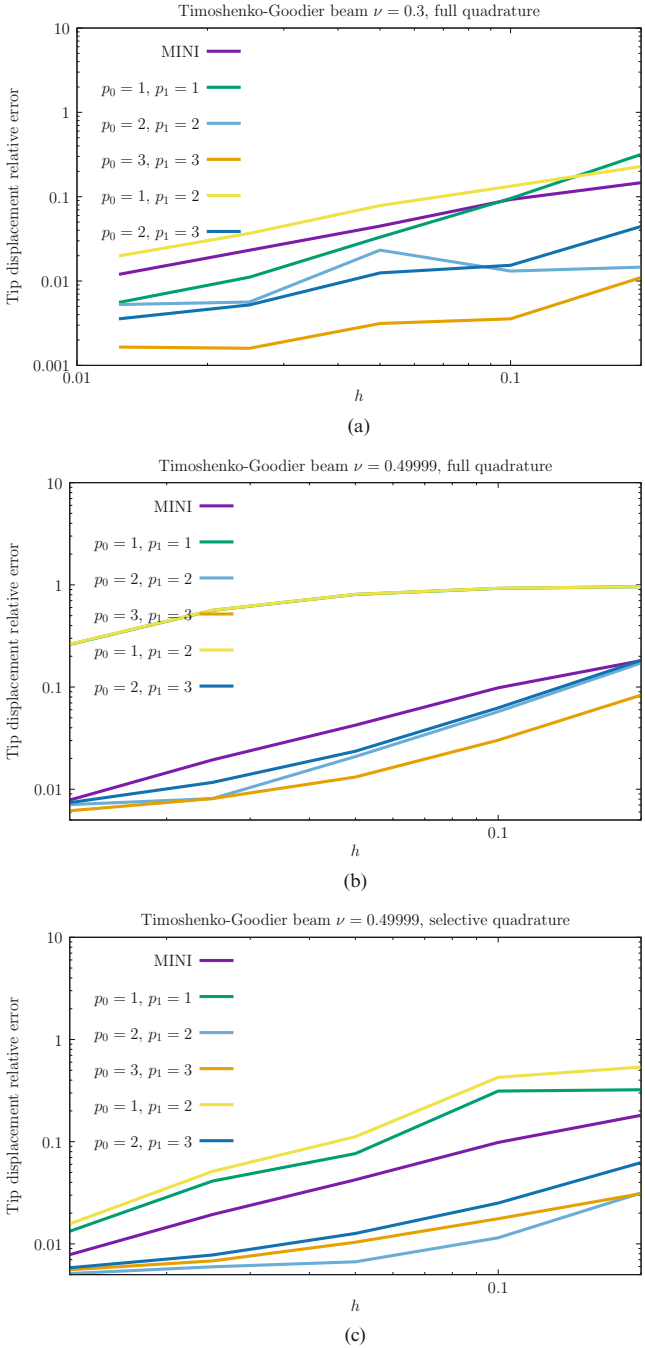 Timoshenko-Goodier beam ν = 0.3, full quadrature
Tip displacement relative error
10
1
0.1
0.01
0.001
MINI
p₀ = 1, p₁ = 1
p₀ = 2, p₁ = 2
p₀ = 3, p₁ = 3
p₀ = 1, p₁ = 2
p₀ = 2, p₁ = 3
0.01
0.1
h
(a)
Timoshenko-Goodier beam ν = 0.49999, full quadrature
Tip displacement relative error
10
1
0.1
0.01
MINI
p₀ = 1, p₁ = 1
p₀ = 2, p₁ = 2
p₀ = 3, p₁ = 3
p₀ = 1, p₁ = 2
p₀ = 2, p₁ = 3
0.1
h
(b)
Timoshenko-Goodier beam ν = 0.49999, selective quadrature
Tip displacement relative error
10
1
0.1
0.01
MINI
p₀ = 1, p₁ = 1
p₀ = 2, p₁ = 2
p₀ = 3, p₁ = 3
p₀ = 1, p₁ = 2
p₀ = 2, p₁ = 3
0.1
h
(c)